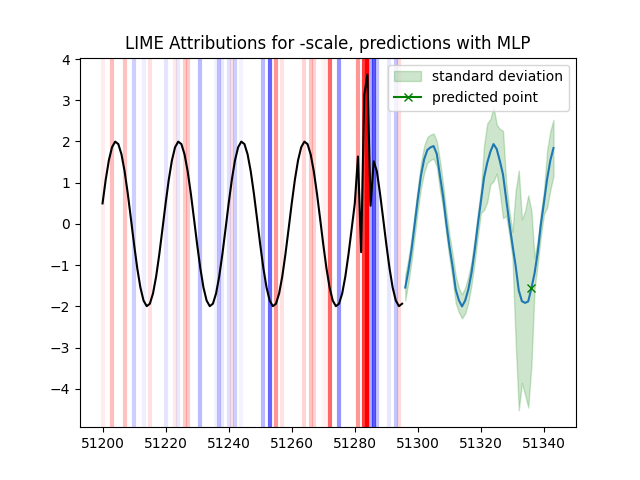 LIME Attributions for -scale, predictions with MLP
4
3
2
1
0
−1
−2
−3
−4
standard deviation
predicted point
51200 51220 51240 51260 51280 51300 51320 51340